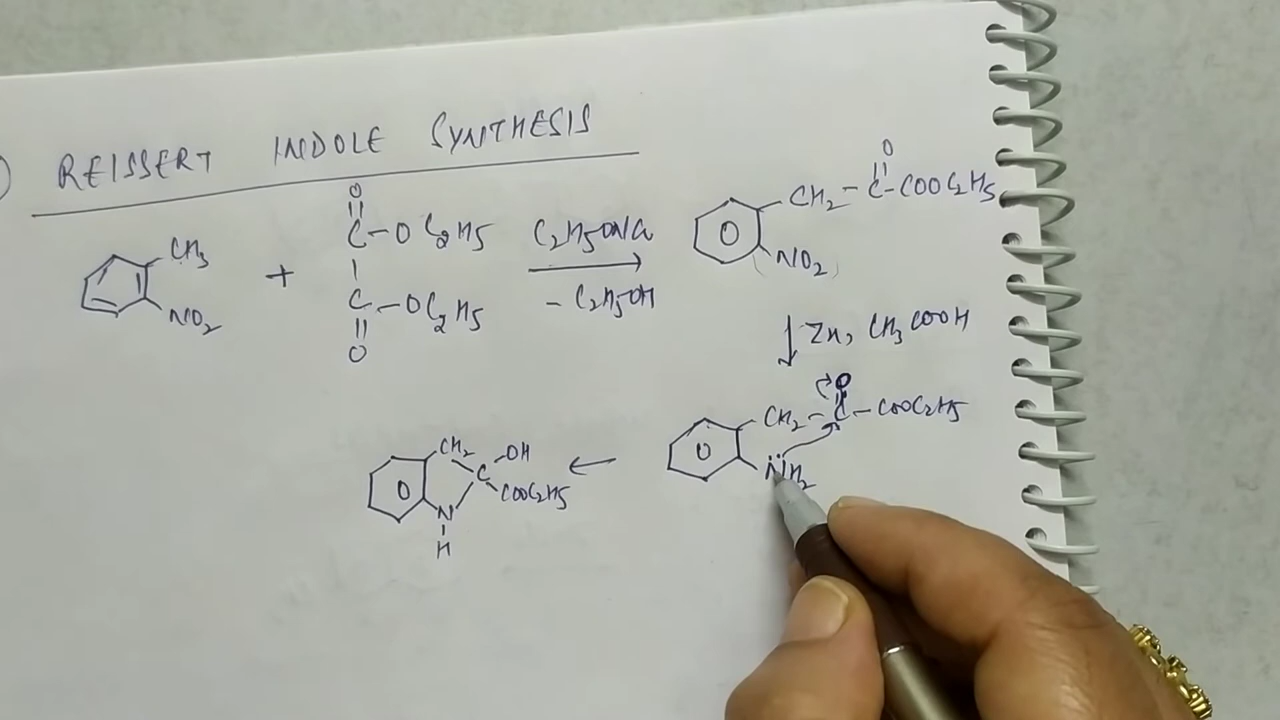 REISSERT INDOLE SYNTHESIS
O
CH2 - C - COOC2H5
NO2
O
C - OC2H5
CH3
+
C2H5ONa
NO2
C - OC2H5
- C2H5OH
O
Zn, CH3COOH
O
CH2 - C - COOC2H5
NH2
CH2
C - OH
COOC2H5
N
H